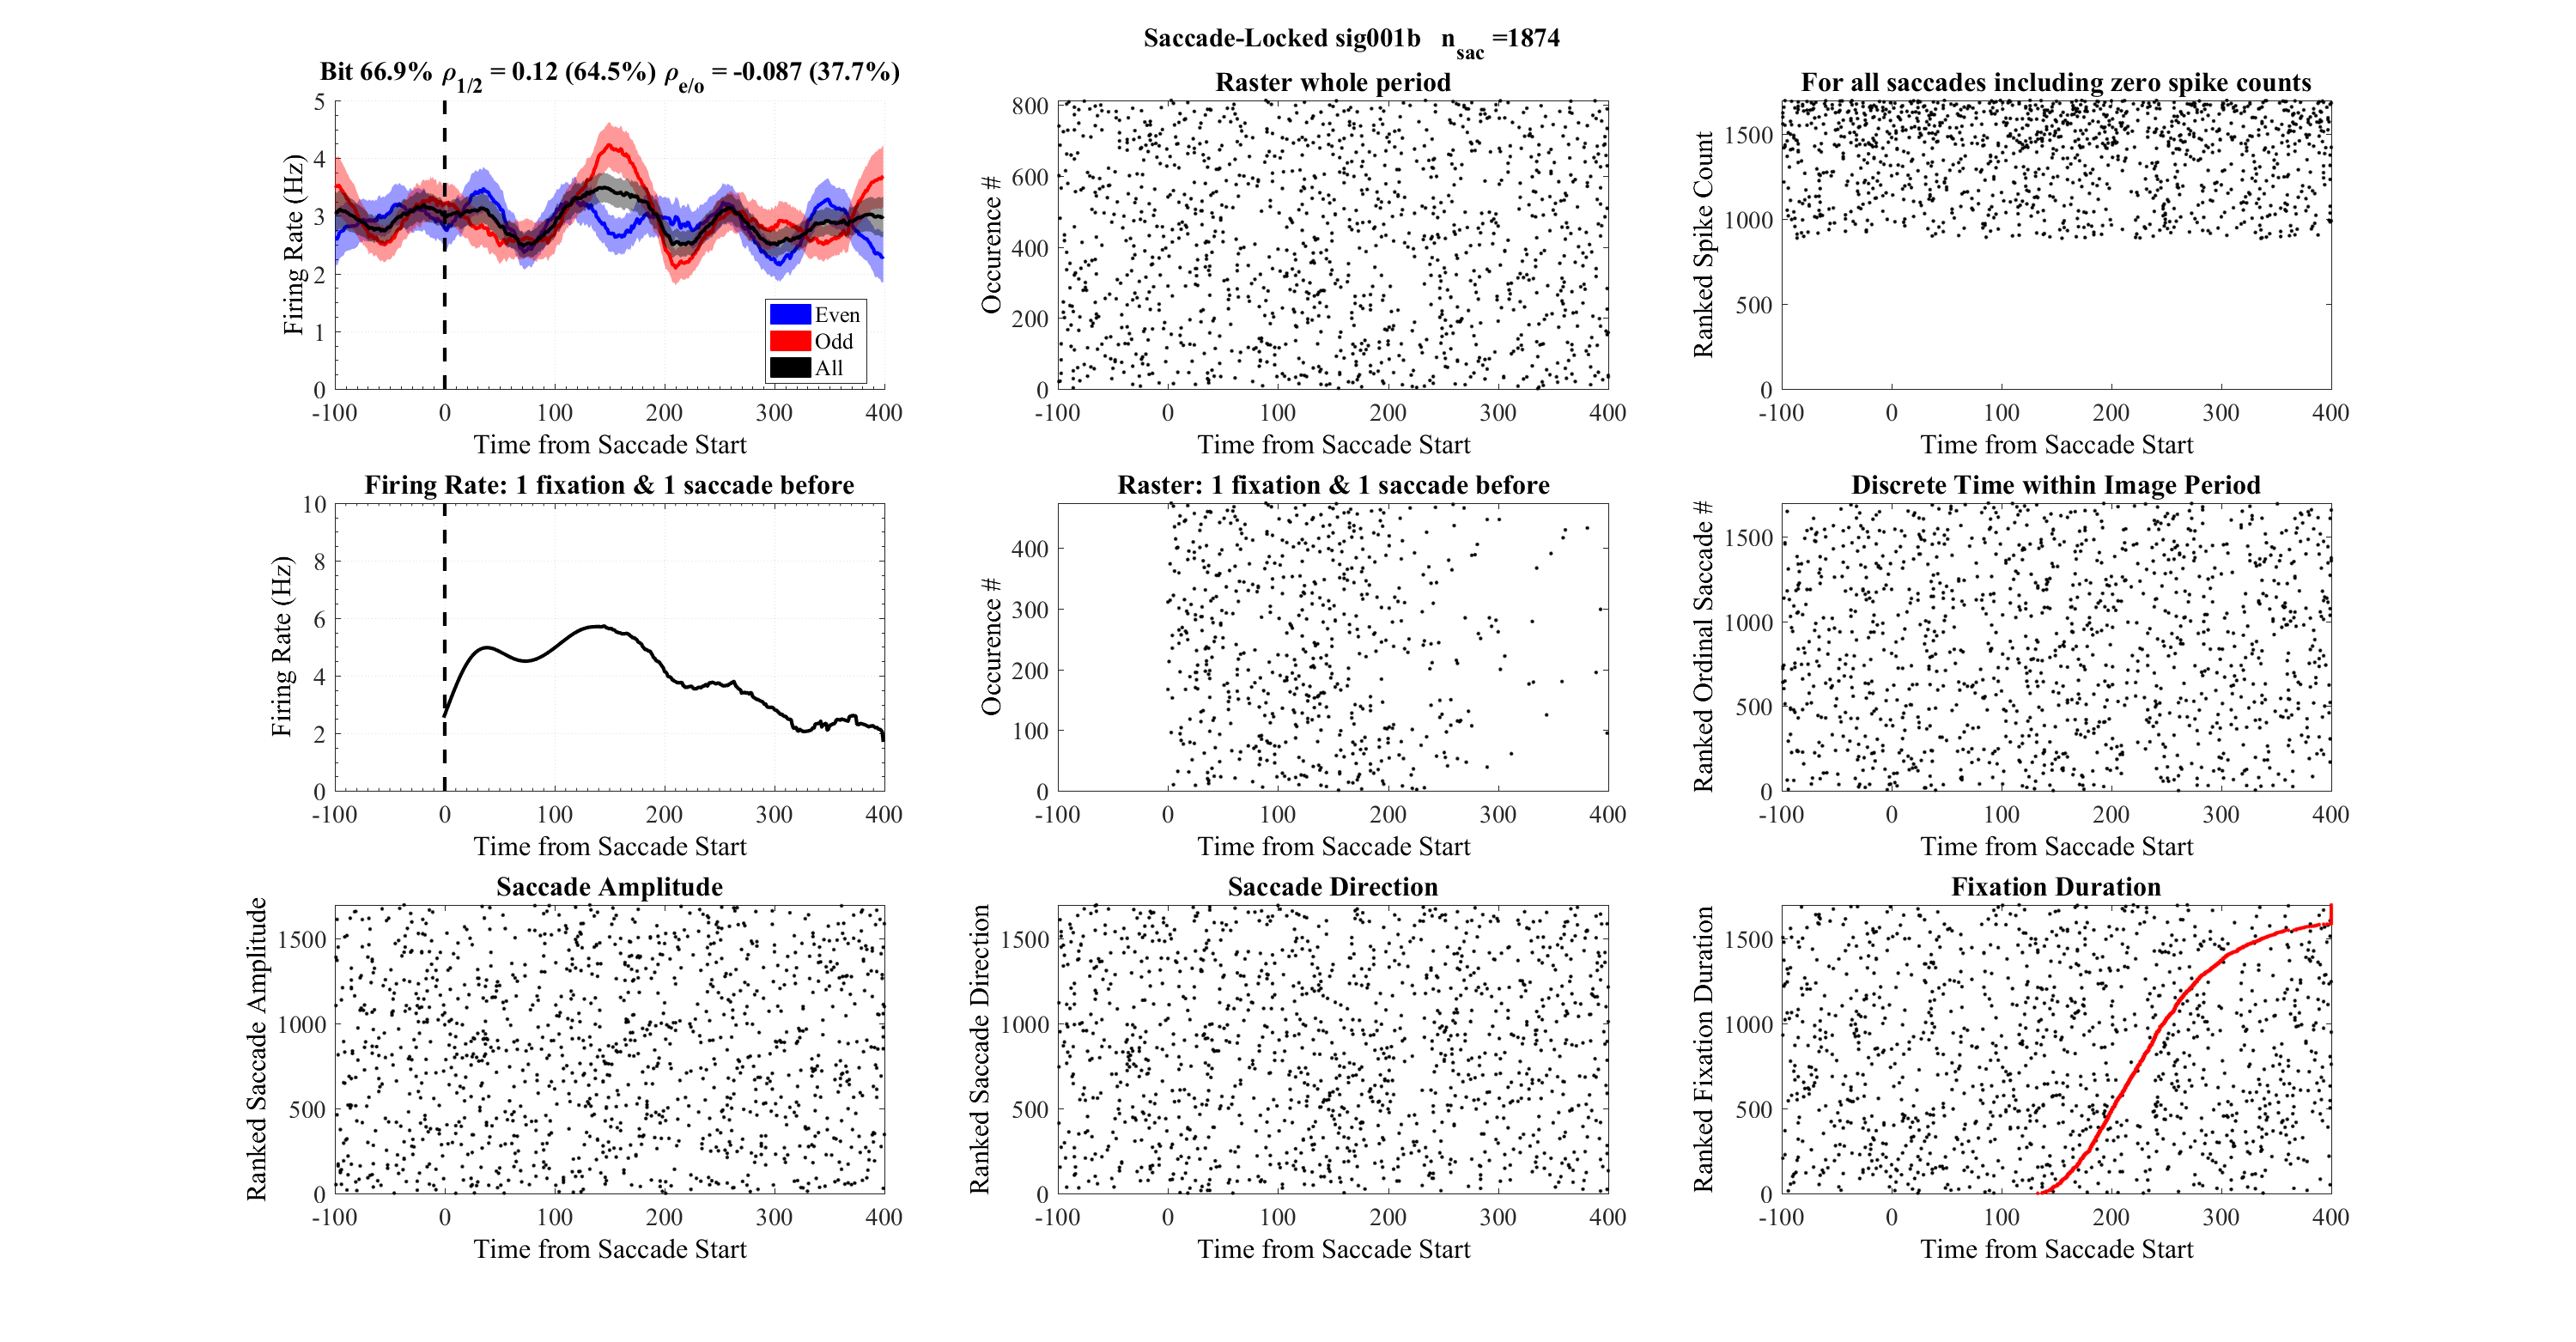 Saccade-Locked sig001b n_sac =1874
Bit 66.9% ρ_1/2 = 0.12 (64.5%) ρ_e/o = -0.087 (37.7%)
Firing Rate (Hz)
5
4
3
2
1
0
Even
Odd
All
-100 0 100 200 300 400
Time from Saccade Start
Raster whole period
Occurence #
800
600
400
200
0
-100 0 100 200 300 400
Time from Saccade Start
For all saccades including zero spike counts
Ranked Spike Count
1500
1000
500
0
-100 0 100 200 300 400
Time from Saccade Start
Firing Rate: 1 fixation & 1 saccade before
Firing Rate (Hz)
10
8
6
4
2
0
-100 0 100 200 300 400
Time from Saccade Start
Raster: 1 fixation & 1 saccade before
Occurence #
400
300
200
100
0
-100 0 100 200 300 400
Time from Saccade Start
Discrete Time within Image Period
Ranked Ordinal Saccade #
1500
1000
500
0
-100 0 100 200 300 400
Time from Saccade Start
Saccade Amplitude
Ranked Saccade Amplitude
1500
1000
500
0
-100 0 100 200 300 400
Time from Saccade Start
Saccade Direction
Ranked Saccade Direction
1500
1000
500
0
-100 0 100 200 300 400
Time from Saccade Start
Fixation Duration
Ranked Fixation Duration
1500
1000
500
0
-100 0 100 200 300 400
Time from Saccade Start